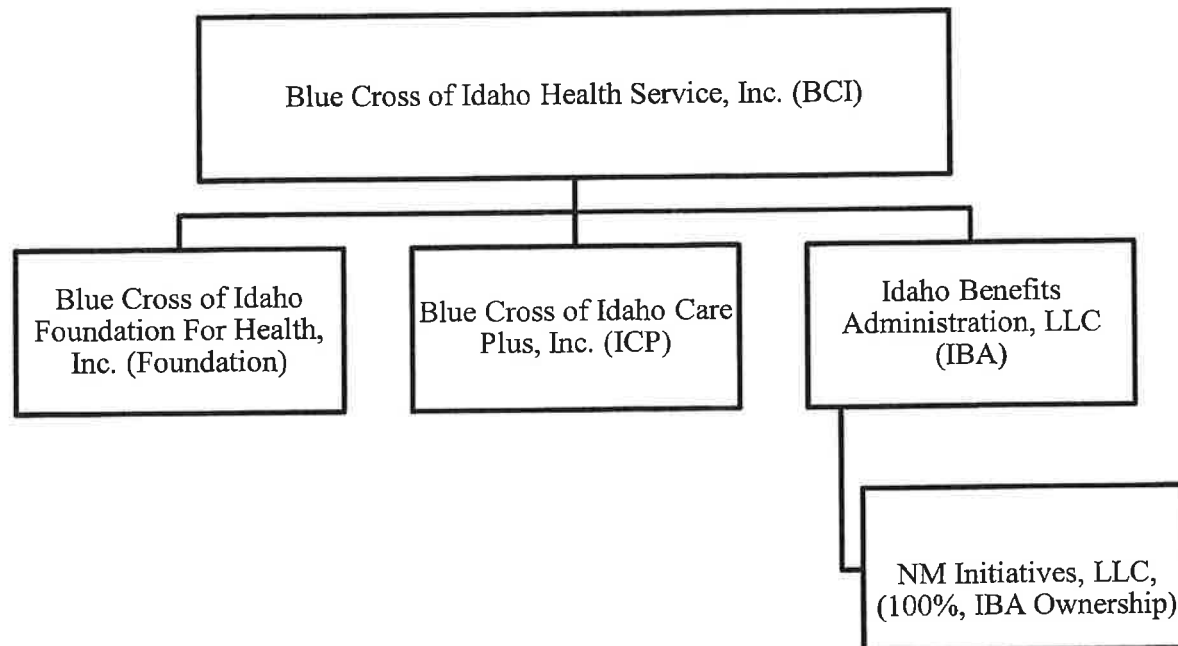 Blue Cross of Idaho Health Service, Inc. (BCI)
Blue Cross of Idaho
Foundation For Health,
Inc. (Foundation)
Blue Cross of Idaho Care
Plus, Inc. (ICP)
Idaho Benefits
Administration, LLC
(IBA)
NM Initiatives, LLC,
(100%, IBA Ownership)